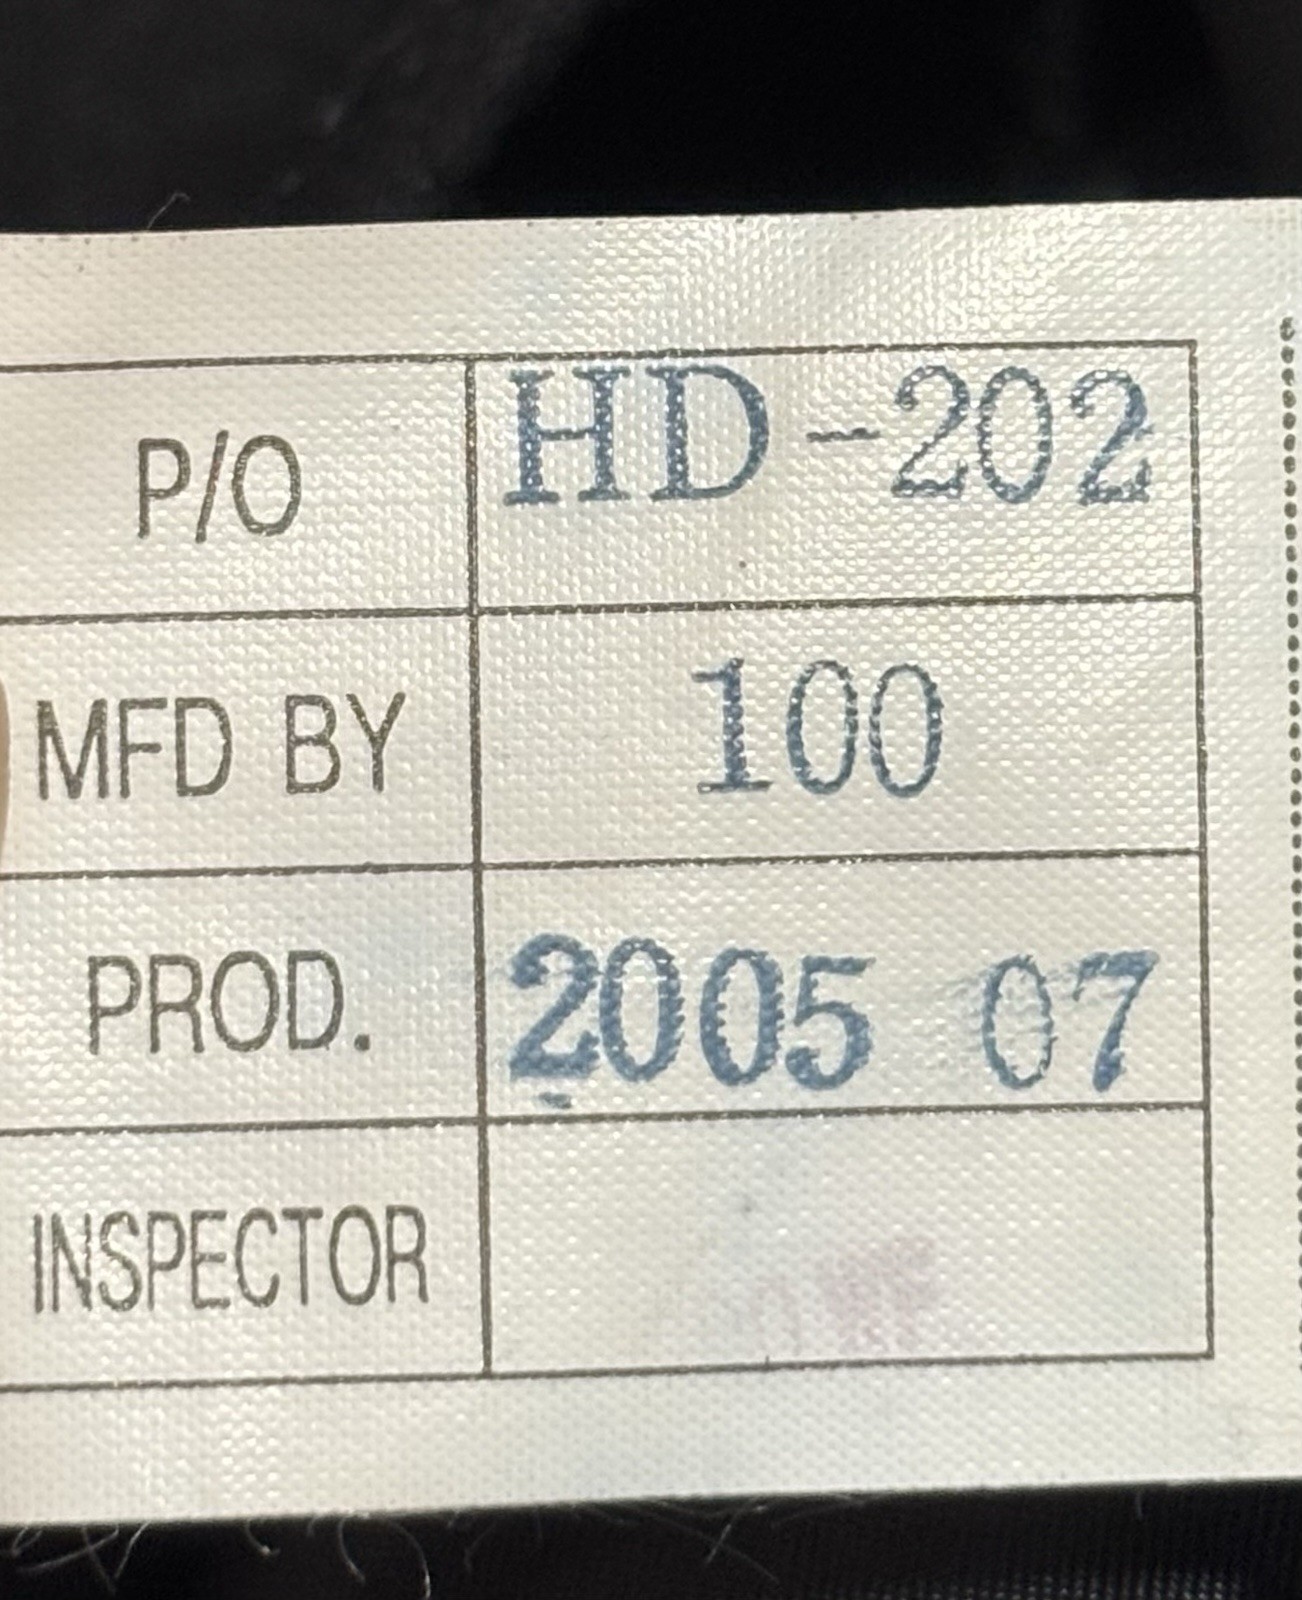 P/O HD-202
MFD BY 100
PROD. 2005 07
INSPECTOR